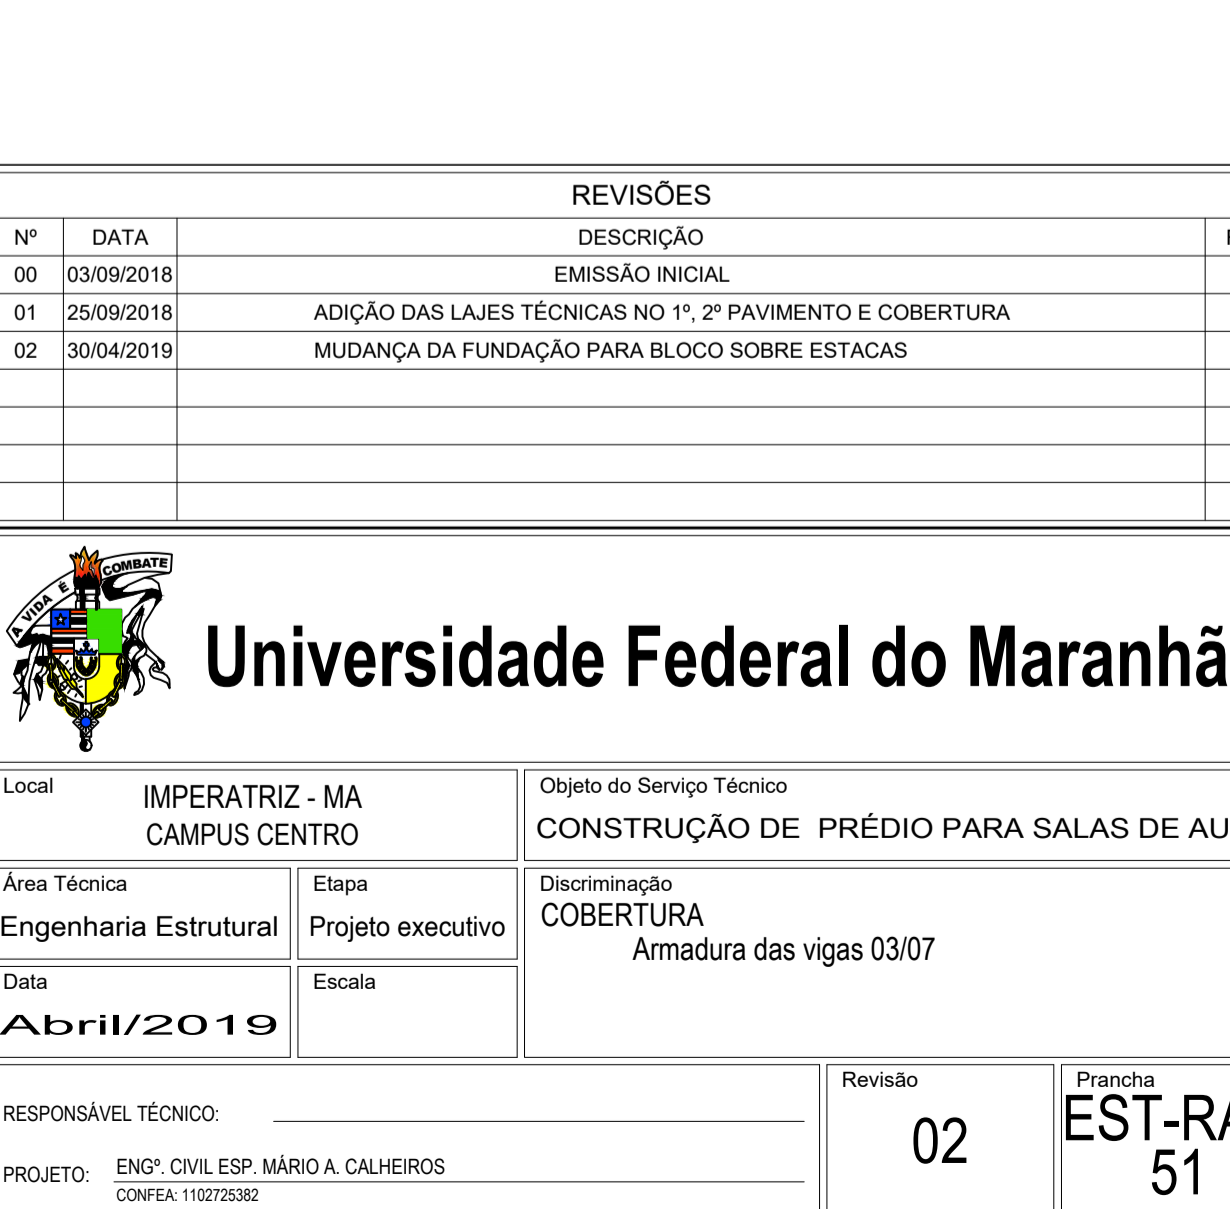 REVISÕES
Nº DATA DESCRIÇÃO
00 03/09/2018 EMISSÃO INICIAL
01 25/09/2018 ADIÇÃO DAS LAJES TÉCNICAS NO 1º, 2º PAVIMENTO E COBERTURA
02 30/04/2019 MUDANÇA DA FUNDAÇÃO PARA BLOCO SOBRE ESTACAS
A VIDA É COMBATE
Universidade Federal do Maranhã
Local
IMPERATRIZ - MA
CAMPUS CENTRO
Objeto do Serviço Técnico
CONSTRUÇÃO DE PRÉDIO PARA SALAS DE AU
Área Técnica
Engenharia Estrutural
Etapa
Projeto executivo
Discriminação
COBERTURA
Armadura das vigas 03/07
Data
Abril/2019
Escala
RESPONSÁVEL TÉCNICO:
PROJETO: ENGº. CIVIL ESP. MÁRIO A. CALHEIROS
CONFEA: 1102725382
Revisão
02
Prancha
EST-RA
51